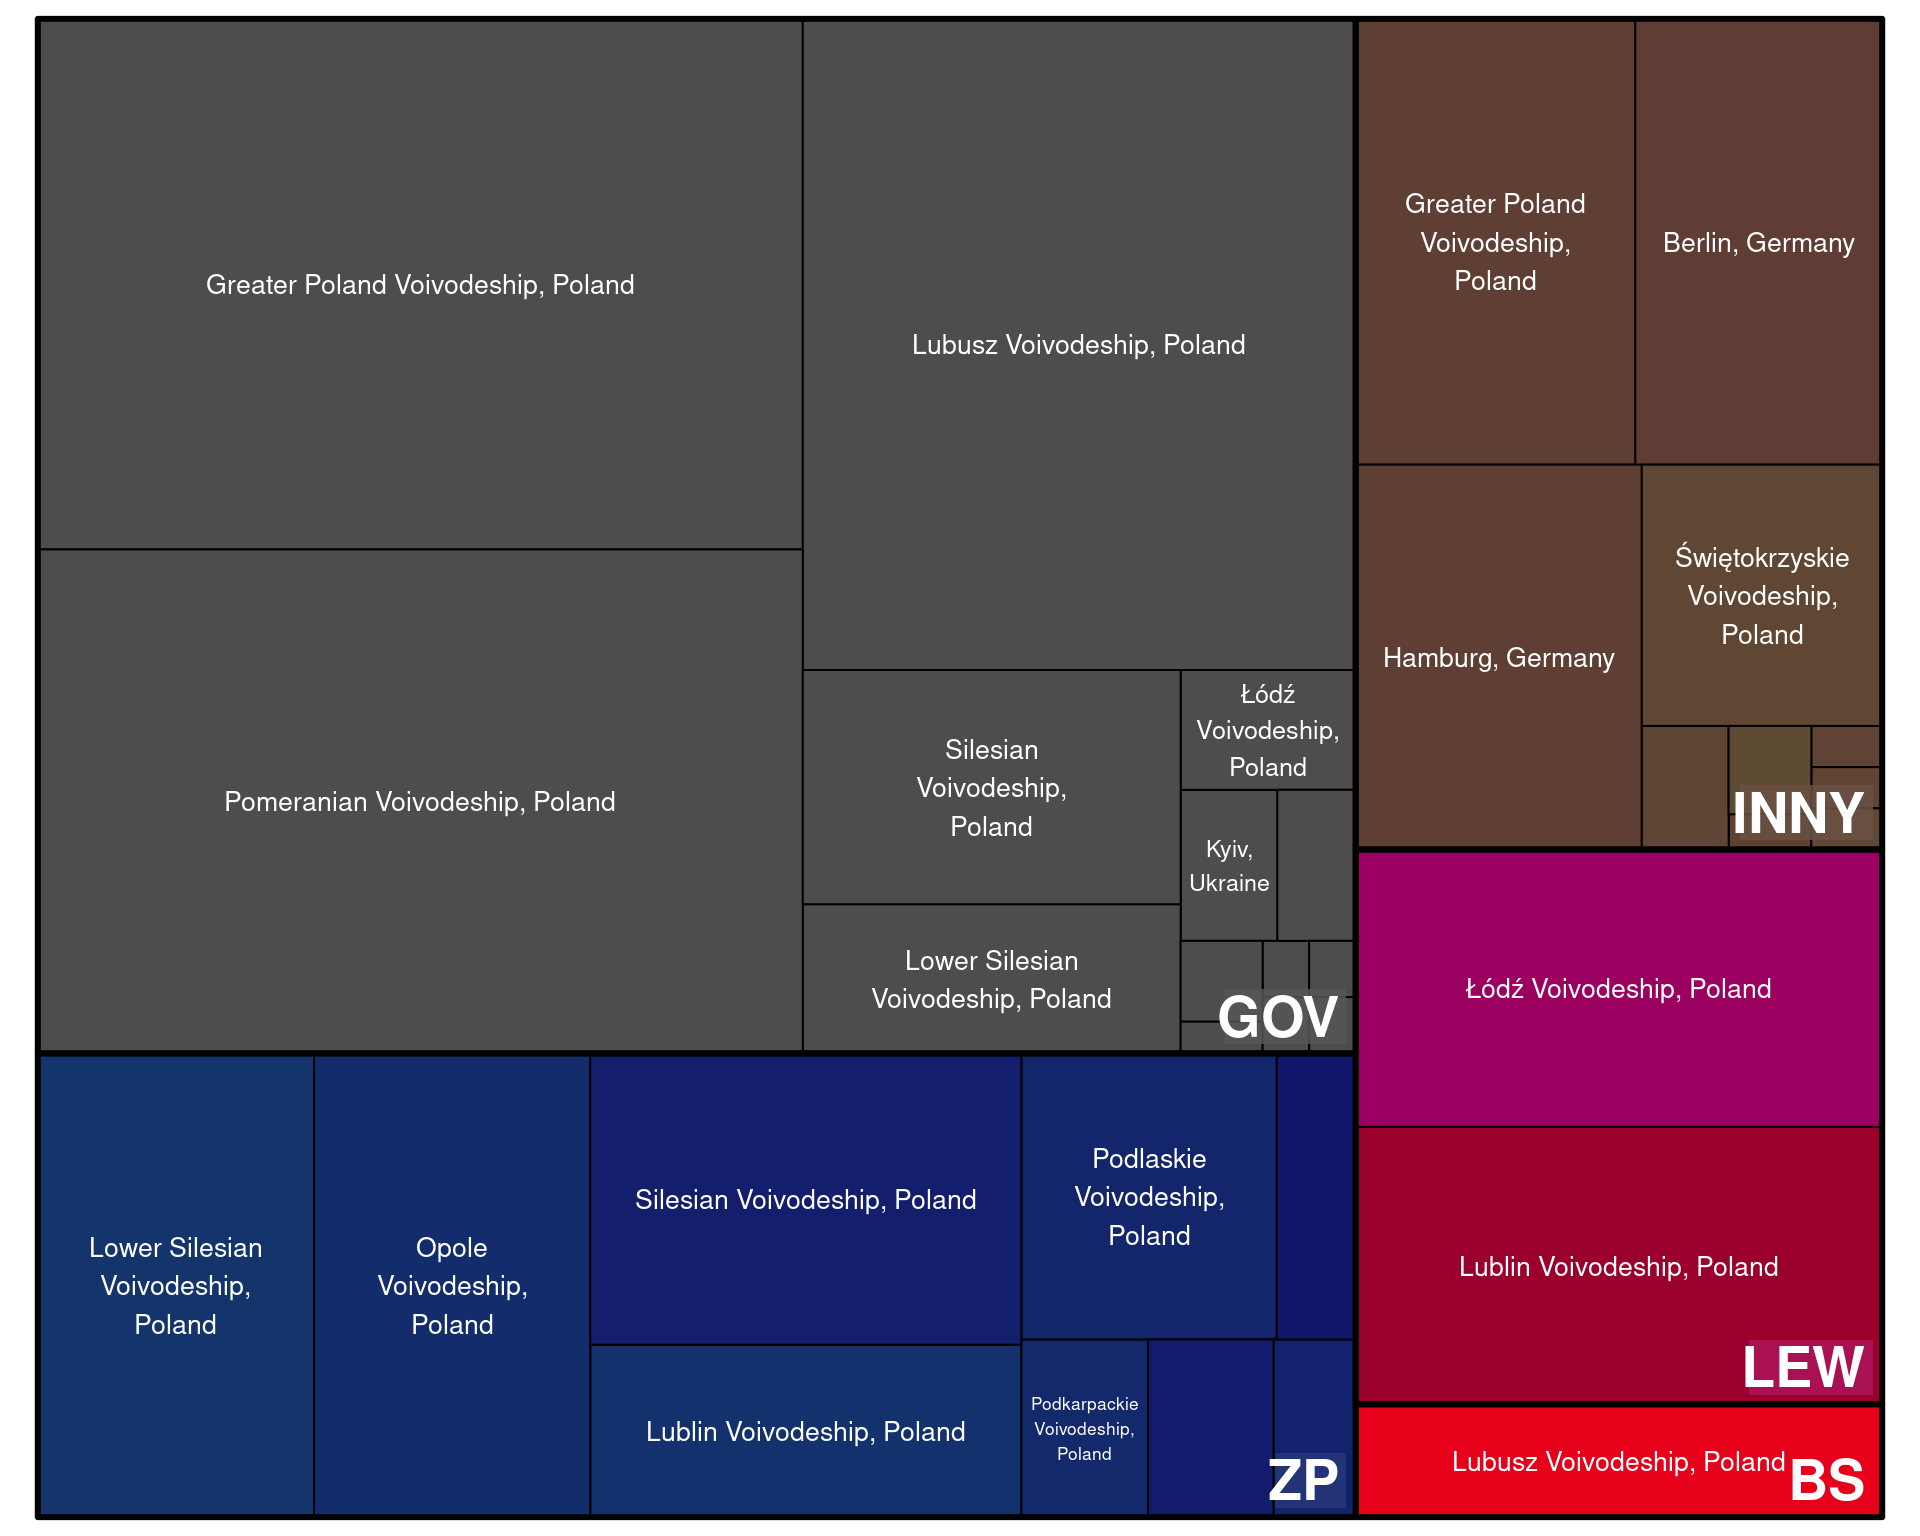 Greater Poland Voivodeship, Poland
Pomeranian Voivodeship, Poland
Lubusz Voivodeship, Poland
Silesian
Voivodeship,
Poland
Lower Silesian
Voivodeship, Poland
Łódź
Voivodeship,
Poland
Kyiv,
Ukraine
GOV
Lower Silesian
Voivodeship,
Poland
Opole
Voivodeship,
Poland
Silesian Voivodeship, Poland
Lublin Voivodeship, Poland
Podlaskie
Voivodeship,
Poland
Podkarpackie
Voivodeship,
Poland
ZP
Greater Poland
Voivodeship,
Poland
Berlin, Germany
Hamburg, Germany
Świętokrzyskie
Voivodeship,
Poland
INNY
Łódź Voivodeship, Poland
Lublin Voivodeship, Poland
LEW
Lubusz Voivodeship, Poland
BS